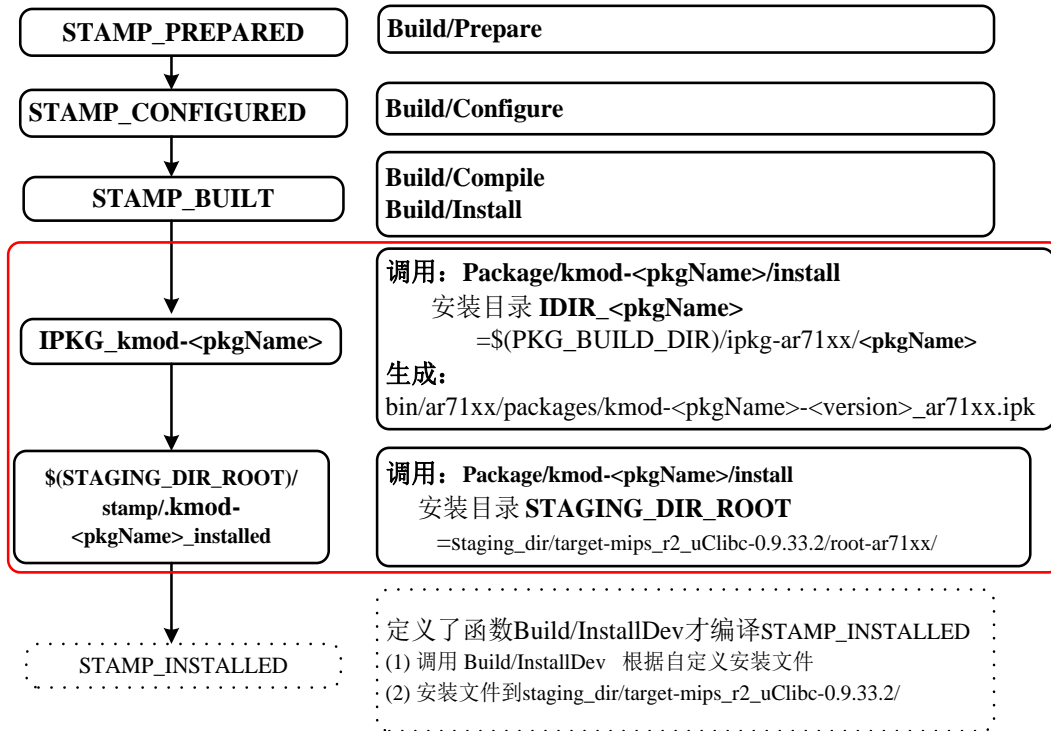 STAMP_PREPARED
Build/Prepare
STAMP_CONFIGURED
Build/Configure
STAMP_BUILT
Build/Compile
Build/Install
IPKG_kmod-<pkgName>
调用：Package/kmod-<pkgName>/install
安装目录 IDIR_<pkgName>
=$(PKG_BUILD_DIR)/ipkg-ar71xx/<pkgName>
生成：
bin/ar71xx/packages/kmod-<pkgName>-<version>_ar71xx.ipk
$(STAGING_DIR_ROOT)/
stamp/.kmod-
<pkgName>_installed
调用：Package/kmod-<pkgName>/install
安装目录 STAGING_DIR_ROOT
=staging_dir/target-mips_r2_uClibc-0.9.33.2/root-ar71xx/
STAMP_INSTALLED
定义了函数Build/InstallDev才编译STAMP_INSTALLED
(1) 调用 Build/InstallDev 根据自定义安装文件
(2) 安装文件到staging_dir/target-mips_r2_uClibc-0.9.33.2/